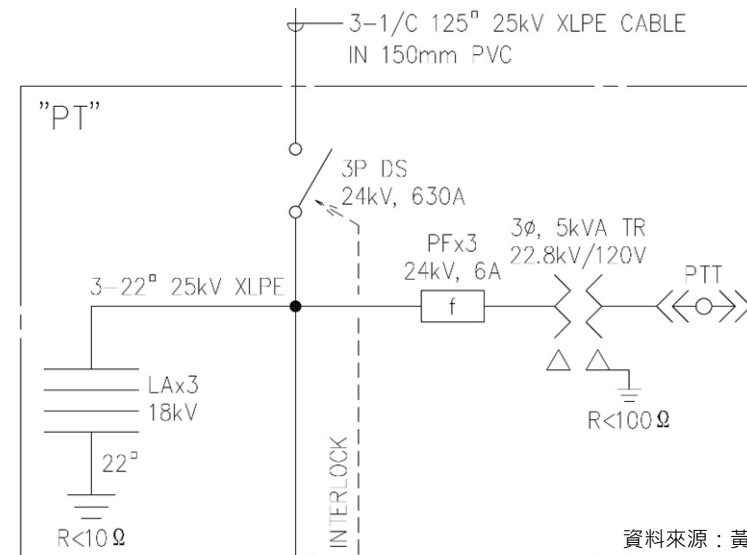 3-1/C 125□ 25kV XLPE CABLE
IN 150mm PVC
"PT"
3P DS
24kV, 630A
3ø, 5kVA TR
22.8kV/120V
PFx3
24kV, 6A
PTT
3-22□ 25kV XLPE
f
LAx3
18kV
R<100Ω
22□
INTERLOCK
R<10Ω
資料來源：黃